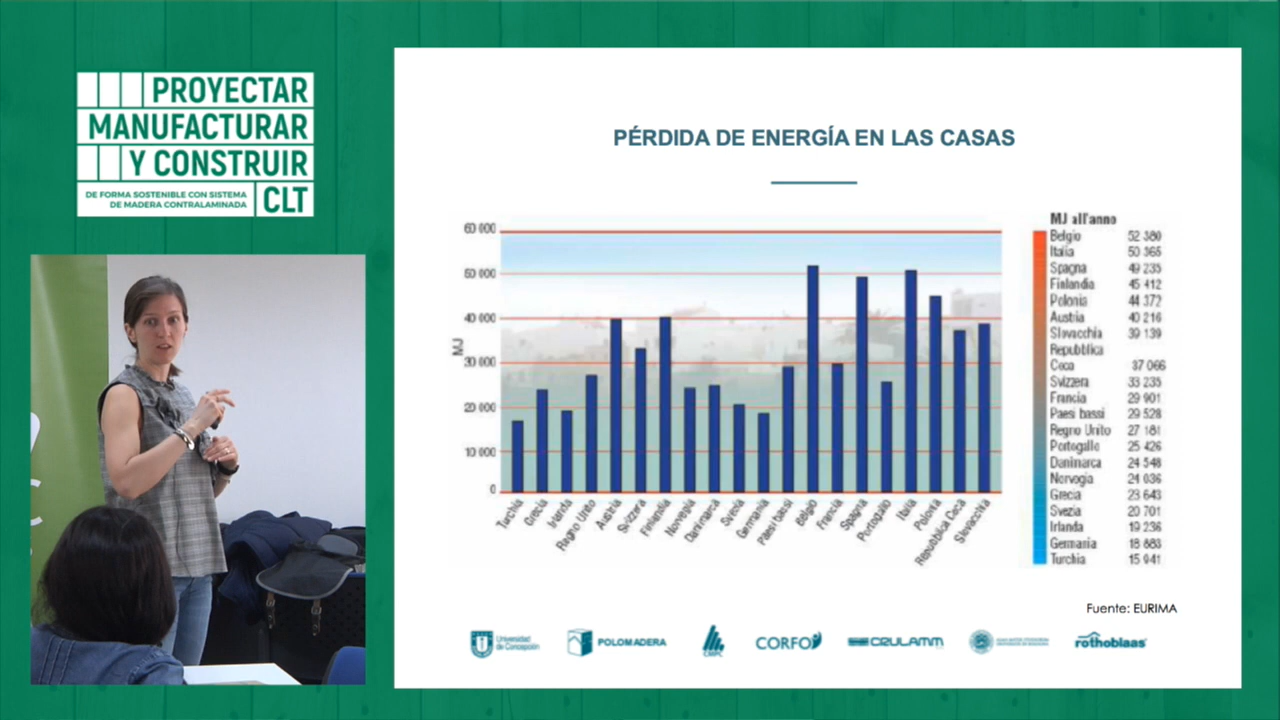 PROYECTAR
MANUFACTURAR
Y CONSTRUIR
DE FORMA SOSTENIBLE CON SISTEMA
DE MADERA CONTRALAMINADA
CLT
PÉRDIDA DE ENERGÍA EN LAS CASAS
60 000
50 000
40 000
30 000
20 000
10 000
0
MJ
Turchia
Grecia
Irlanda
Regno Unito
Austria
Svizzera
Finlandia
Norvegia
Danimarca
Svecia
Germania
Paesi bassi
Belgio
Francia
Spagna
Portogallo
Italia
Polonia
Repubblica Ceca
Slovacchia
MJ all'anno
Belgio 52 380
Italia 50 365
Spagna 49 235
Finlandia 45 412
Polonia 44 372
Austria 40 216
Slovacchia 39 139
Repubblica
Ceca 37 066
Svizzera 33 235
Francia 29 901
Paesi bassi 29 528
Regno Unito 27 181
Portogallo 25 426
Danimarca 24 548
Norvegia 24 036
Grecia 23 643
Svezia 20 701
Irlanda 19 236
Germania 18 883
Turchia 15 941
Fuente: EURIMA
Universidad
de Concepción
POLOMADERA
CMPC
CORFO
CRULAMM
rothoblaas